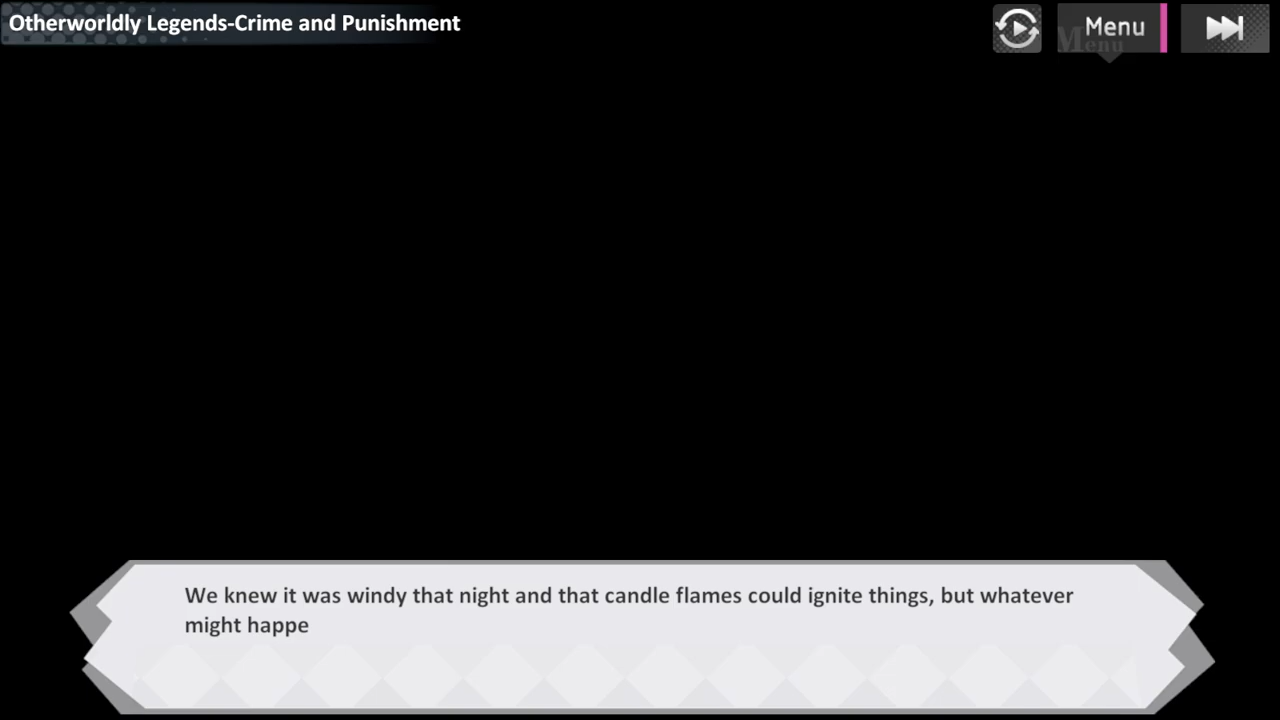 Otherworldly Legends-Crime and Punishment
Menu
Menu
We knew it was windy that night and that candle flames could ignite things, but whatever
might happe